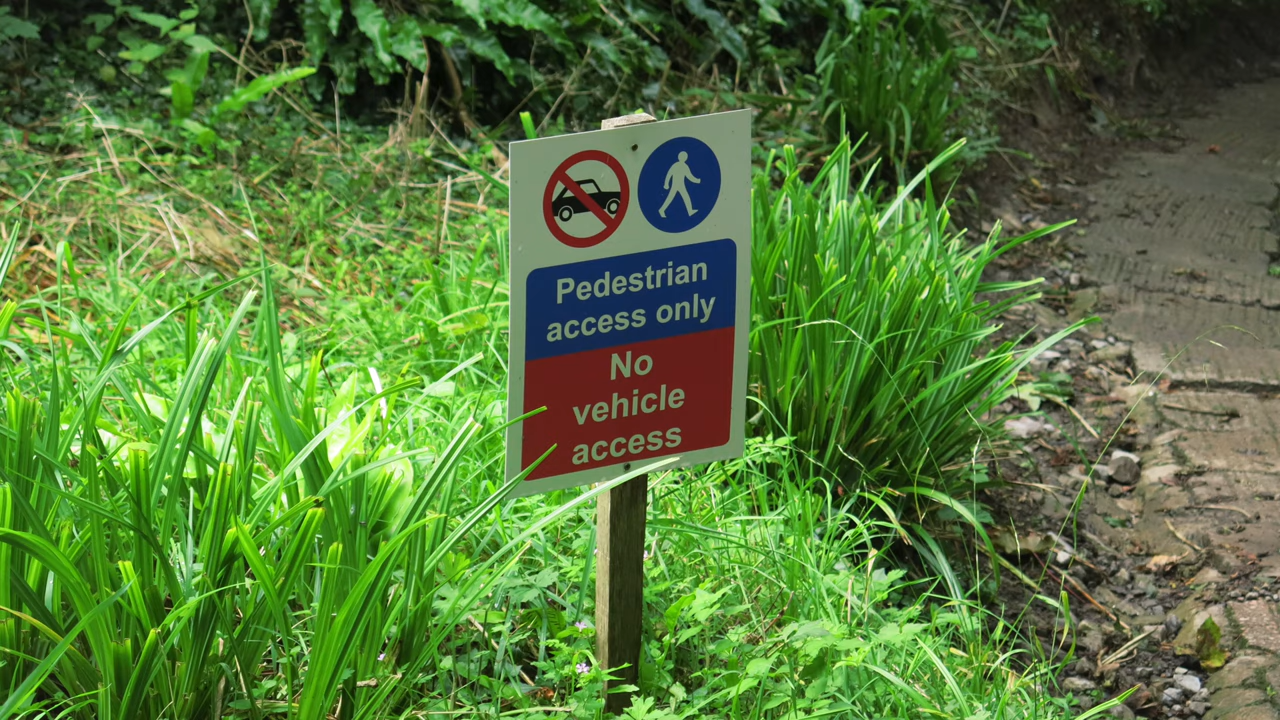 Pedestrian
access only
No
vehicle
access